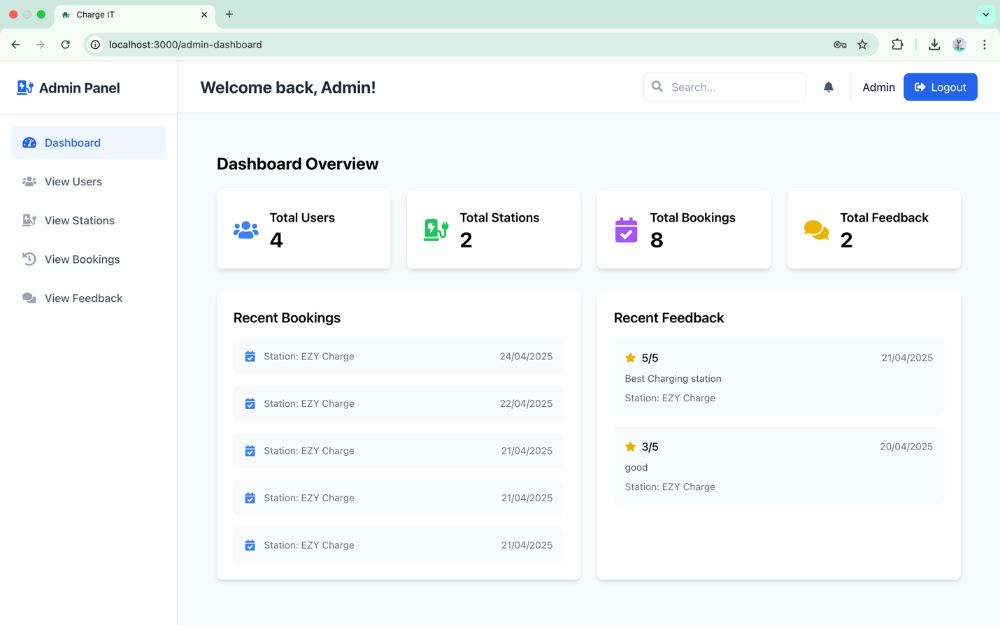 Charge IT
localhost:3000/admin-dashboard
Admin Panel
Welcome back, Admin!
Search...
Admin
Logout
Dashboard
View Users
View Stations
View Bookings
View Feedback
Dashboard Overview
Total Users
4
Total Stations
2
Total Bookings
8
Total Feedback
2
Recent Bookings
Station: EZY Charge 24/04/2025
Station: EZY Charge 22/04/2025
Station: EZY Charge 21/04/2025
Station: EZY Charge 21/04/2025
Station: EZY Charge 21/04/2025
Recent Feedback
5/5 21/04/2025
Best Charging station
Station: EZY Charge
3/5 20/04/2025
good
Station: EZY Charge